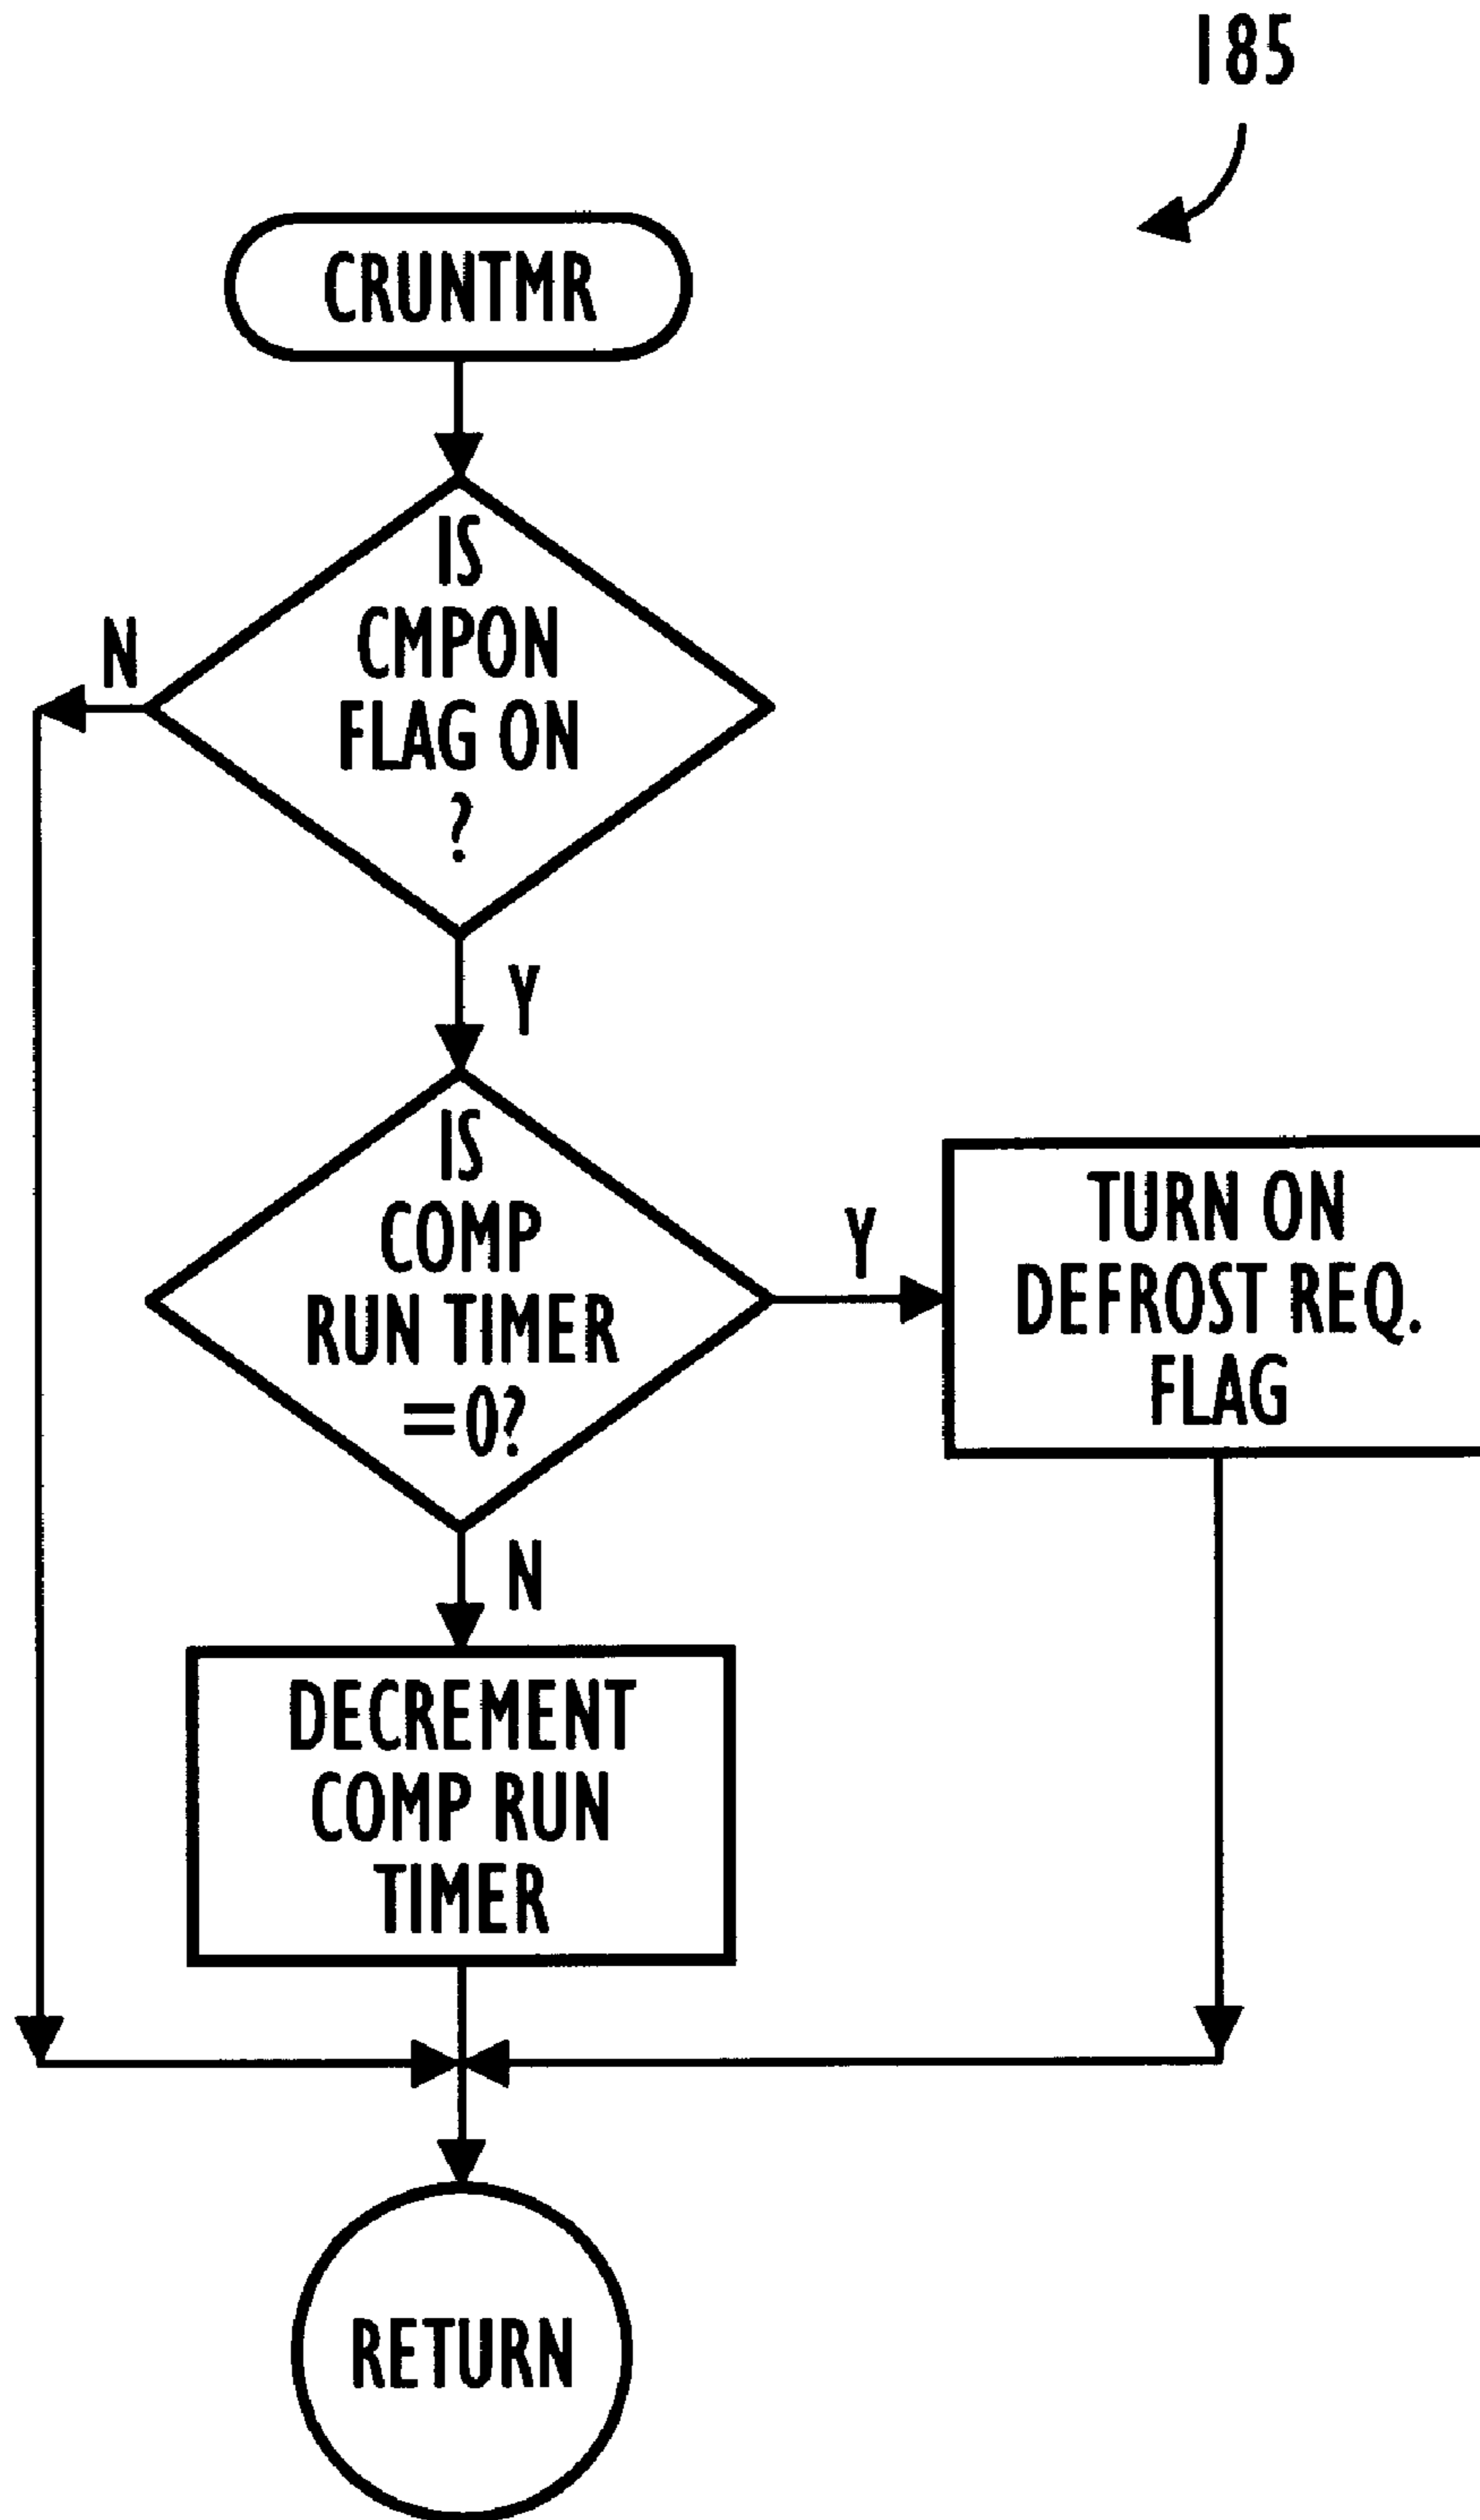 185
CRUNTMR
IS
CMPON
FLAG ON
?
N
Y
IS
COMP
RUN TIMER
=0?
Y
TURN ON
DEFROST REQ.
FLAG
N
DECREMENT
COMP RUN
TIMER
RETURN